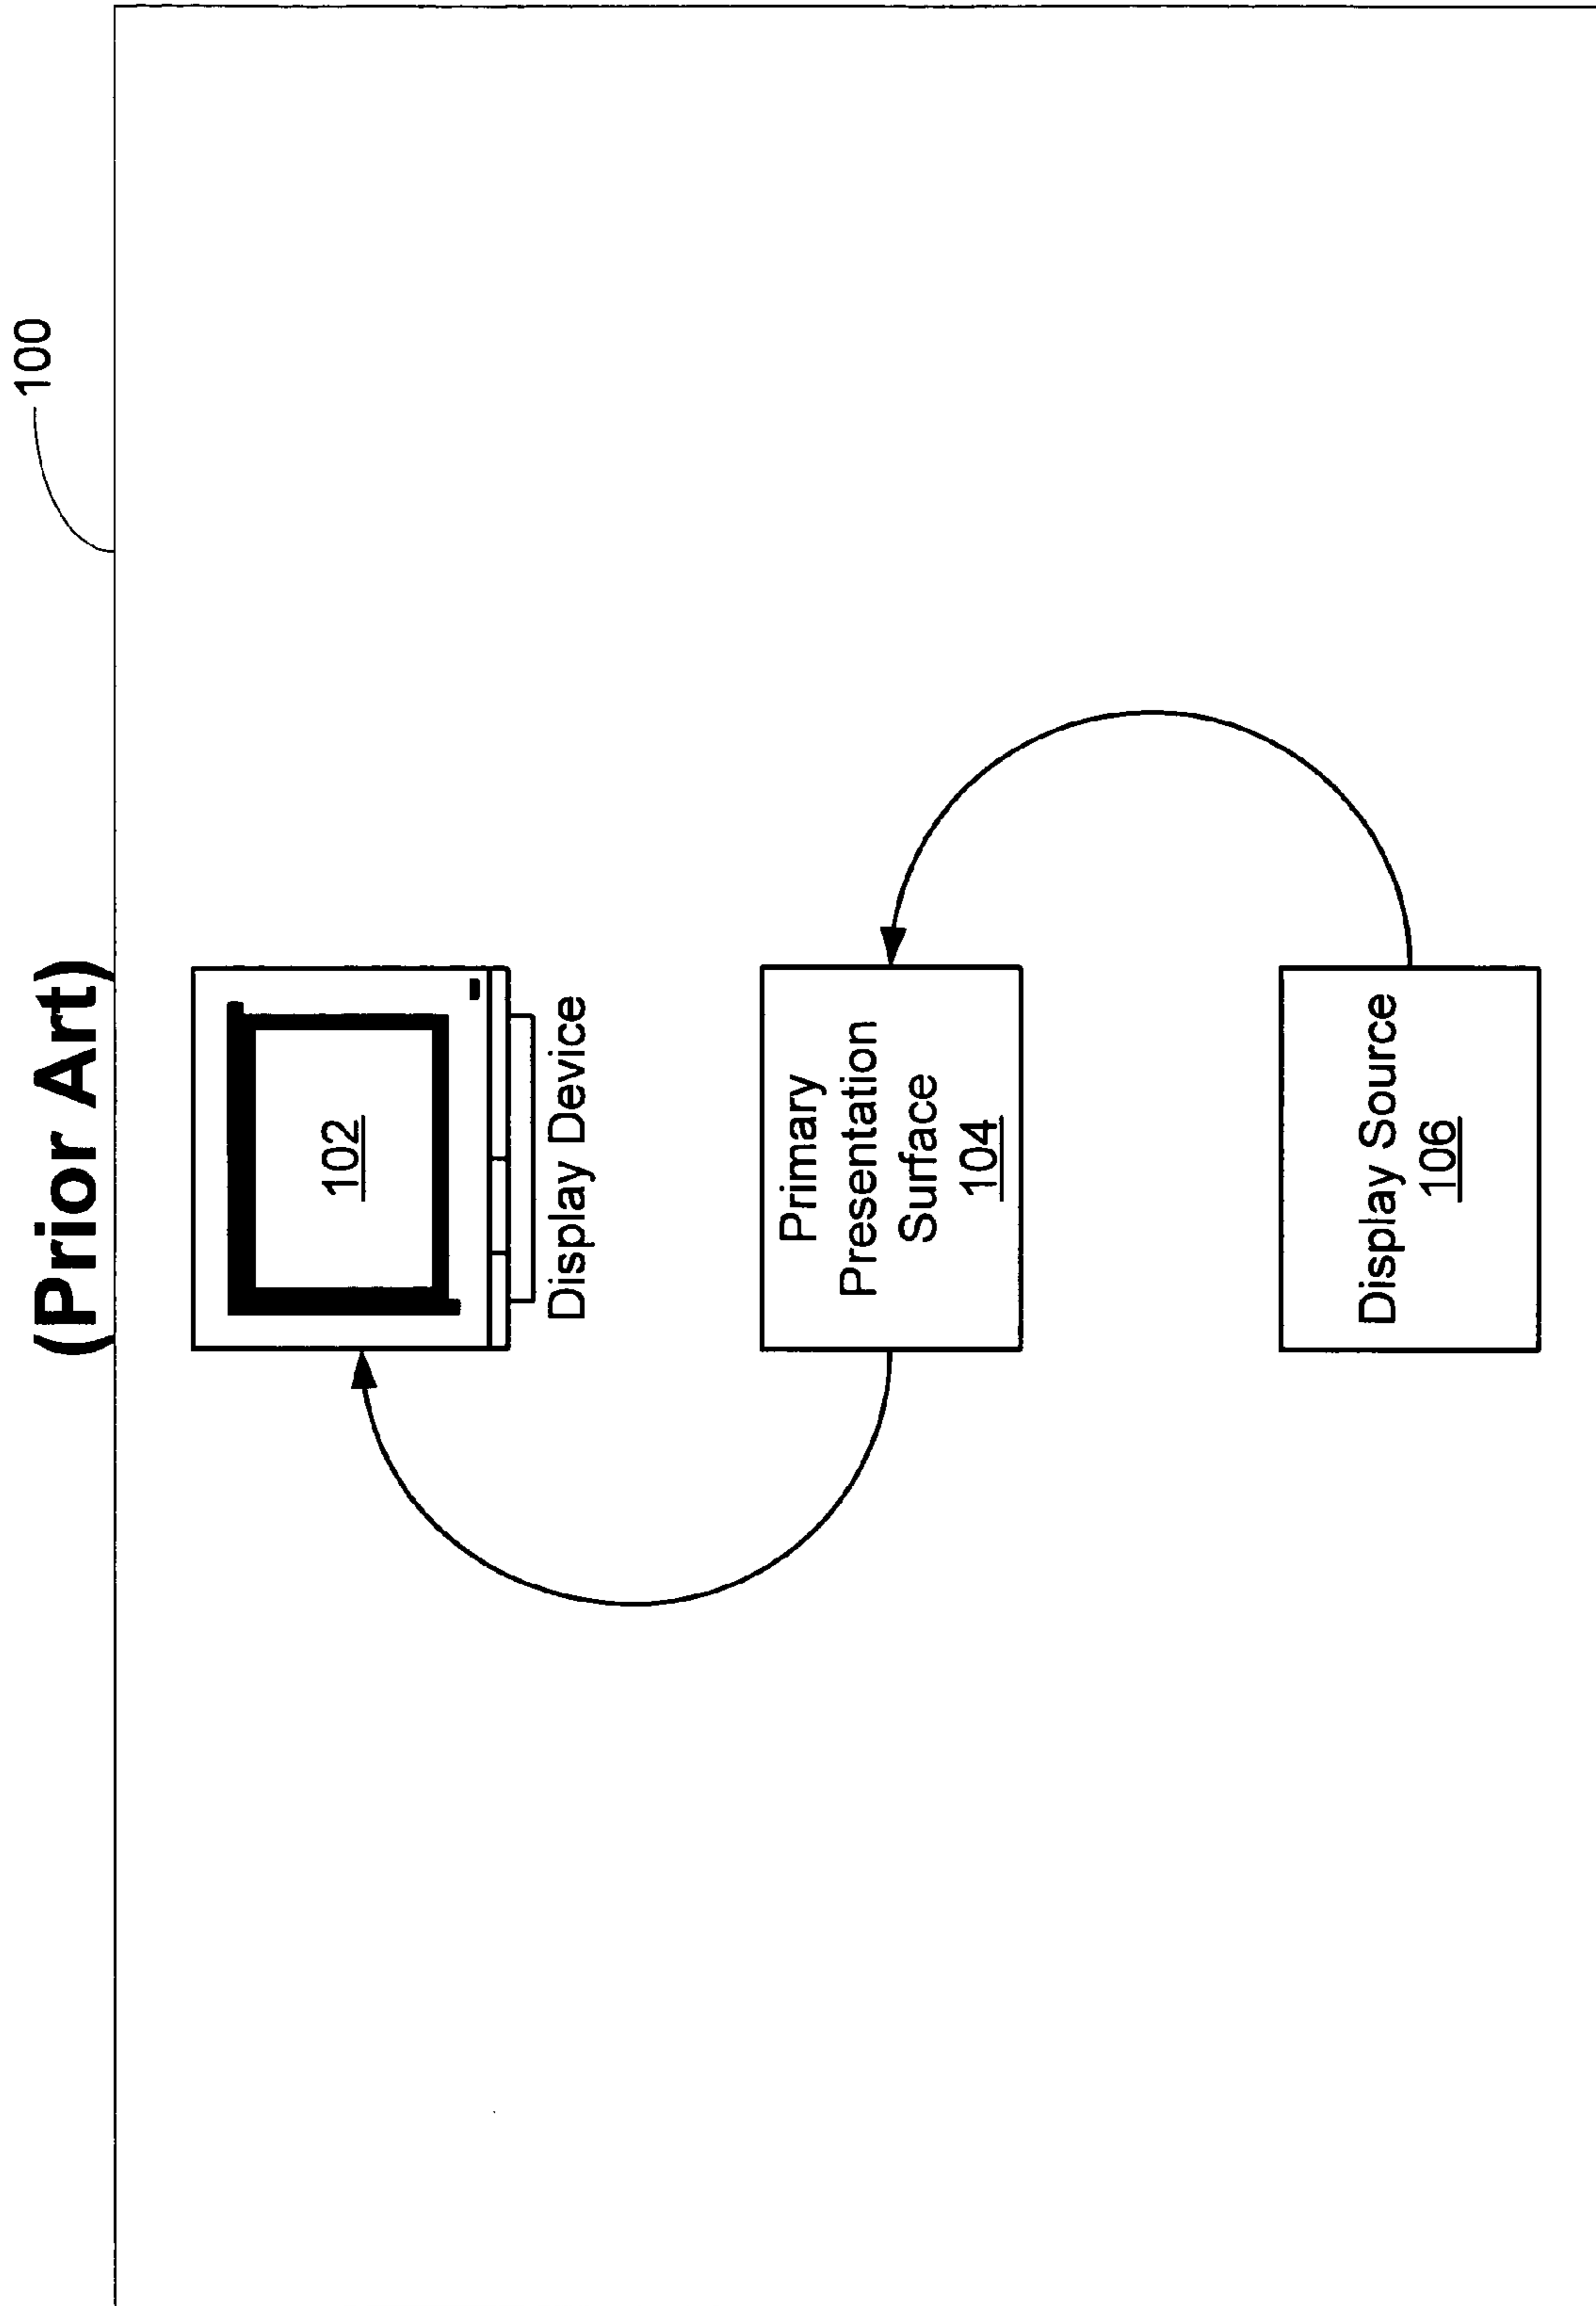 (Prior Art)
100
102
Display Device
Primary
Presentation
Surface
104
Display Source
106